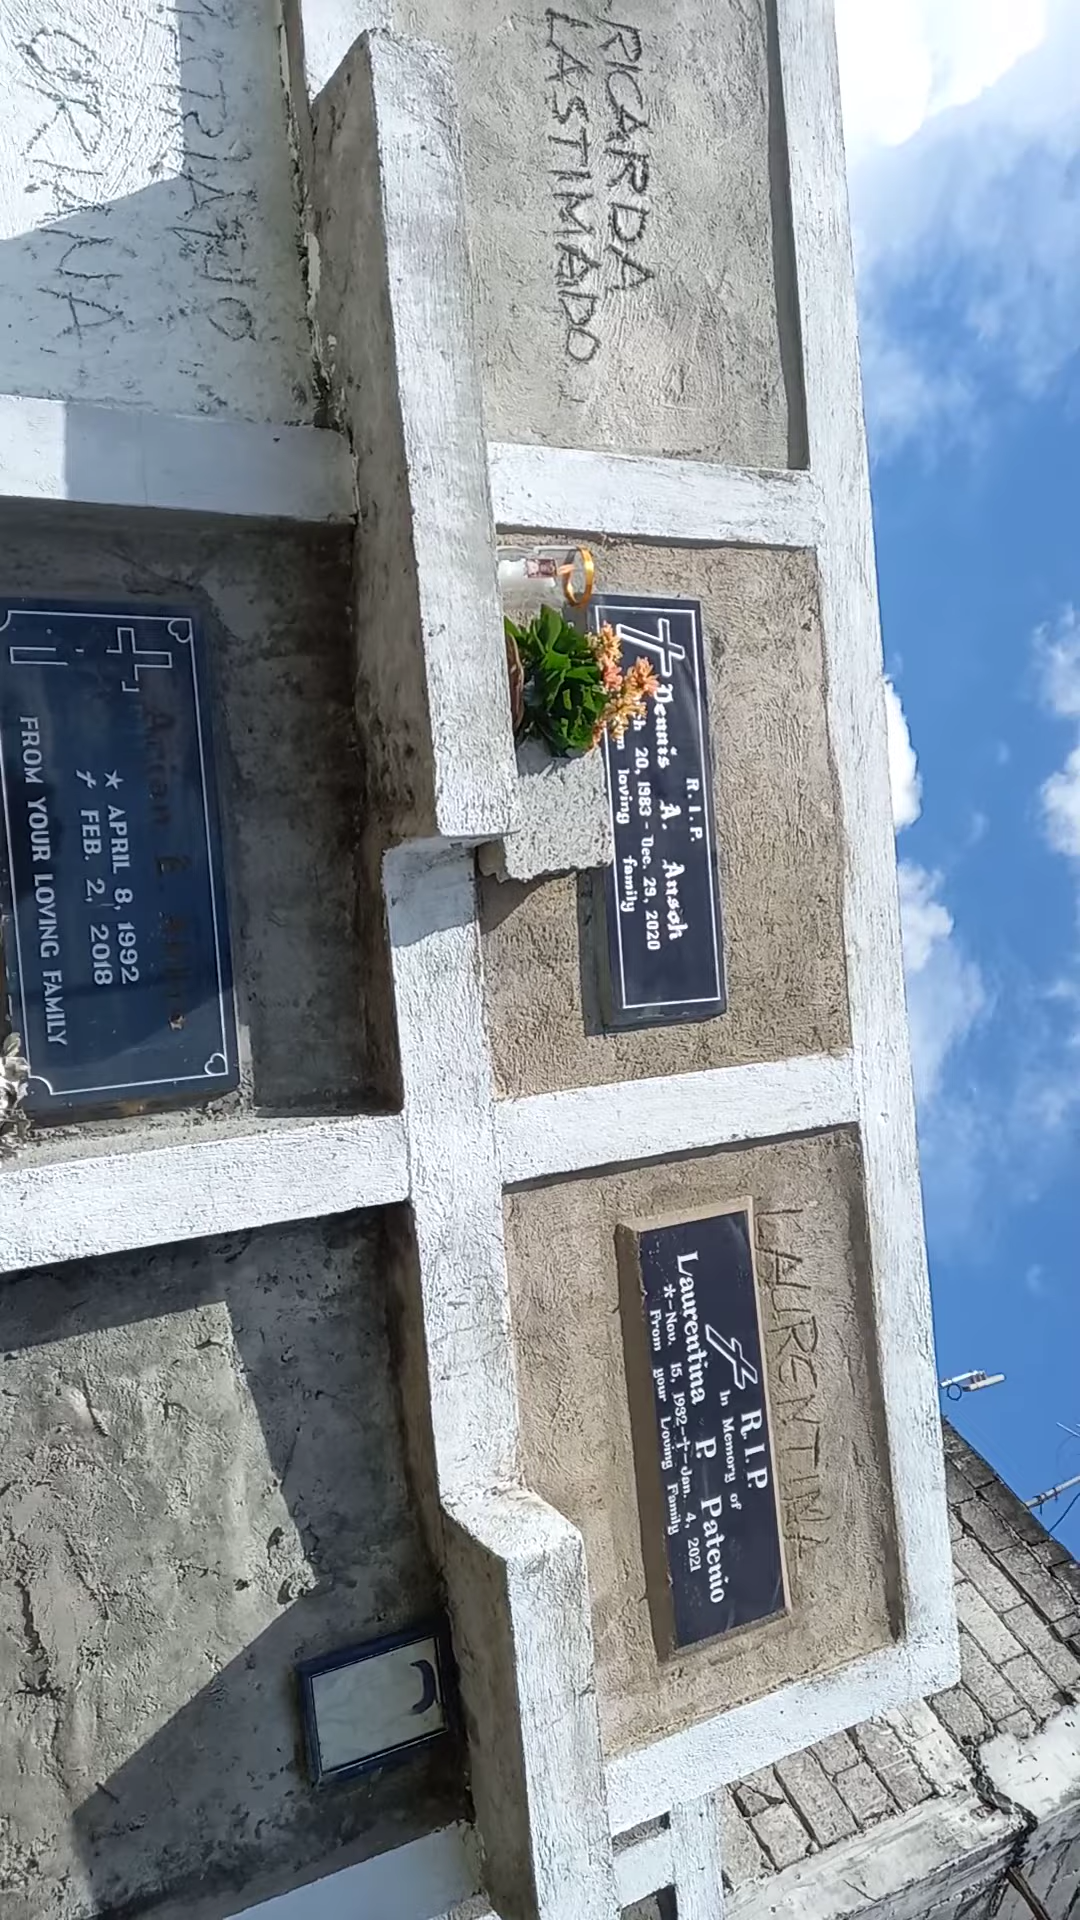 RICARDA
LASTIMADO
R.I.P.
Dennis A. Ansoh
20, 1983 - Dec. 29, 2020
loving family
LAURENTINA
R.I.P.
In Memory of
Laurentina P. Patenio
Nov. 15, 1932 - Jan. 4, 2021
From your Loving Family
APRIL 8, 1992
FEB. 2, 2018
FROM YOUR LOVING FAMILY